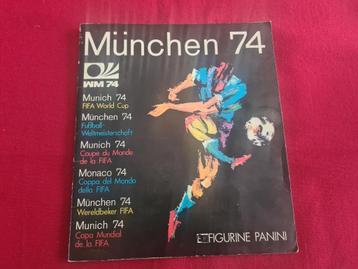 München 74
WM 74
Munich 74
FIFA World Cup
München 74
Fußball-
Weltmeisterschaft
Munich 74
Coupe du Monde
de la FIFA
Monaco 74
Coppa del Mondo
della FIFA
München 74
Wereldbeker FIFA
Munich 74
Copa Mundial
de la FIFA
FIGURINE PANINI